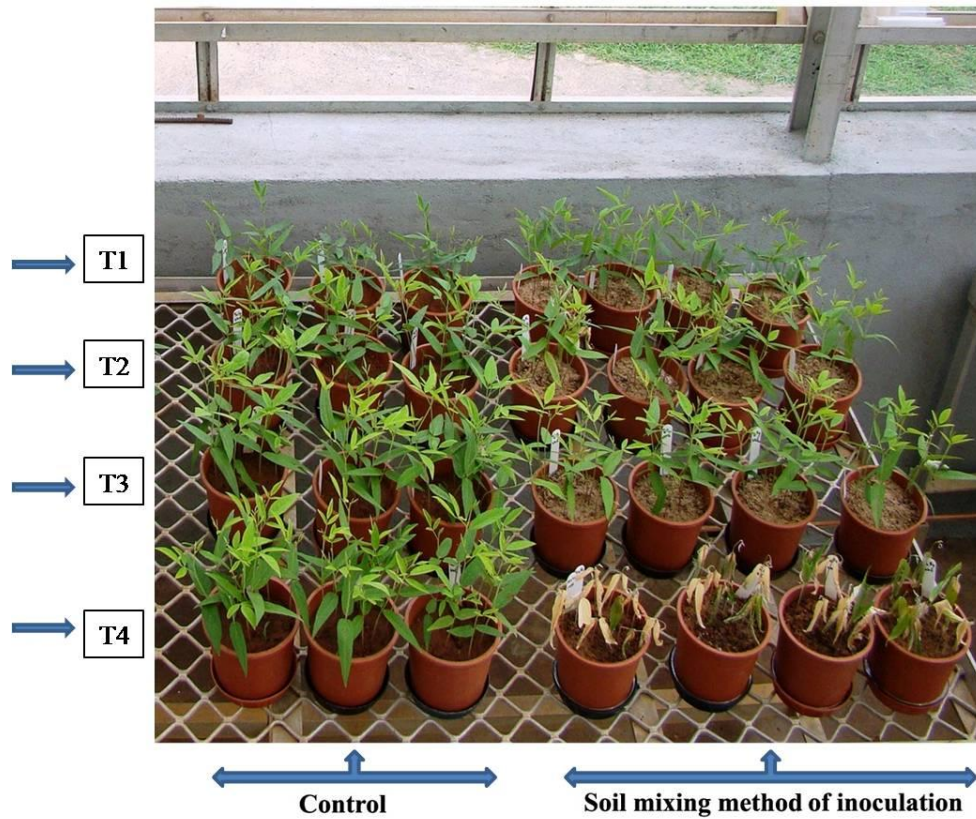 T1
T2
T3
T4
Control
Soil mixing method of inoculation